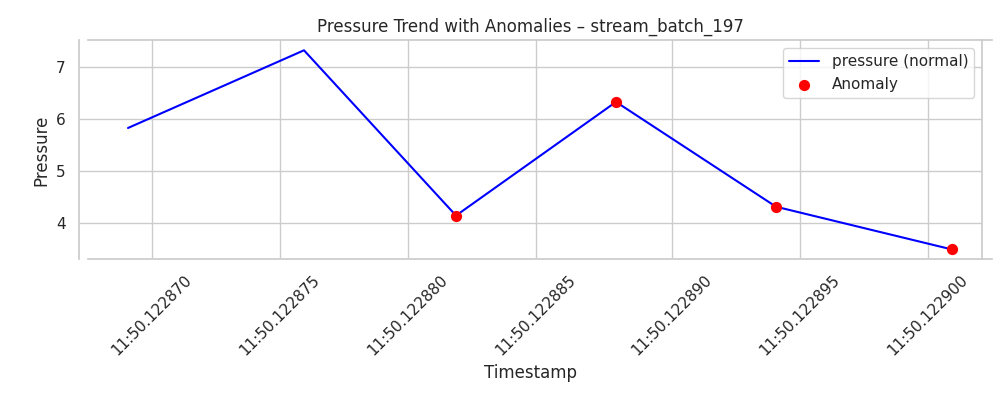 Pressure Trend with Anomalies – stream_batch_197
pressure (normal)
Anomaly
Pressure
7
6
5
4
11:50.122870
11:50.122875
11:50.122880
11:50.122885
11:50.122890
11:50.122895
11:50.122900
Timestamp